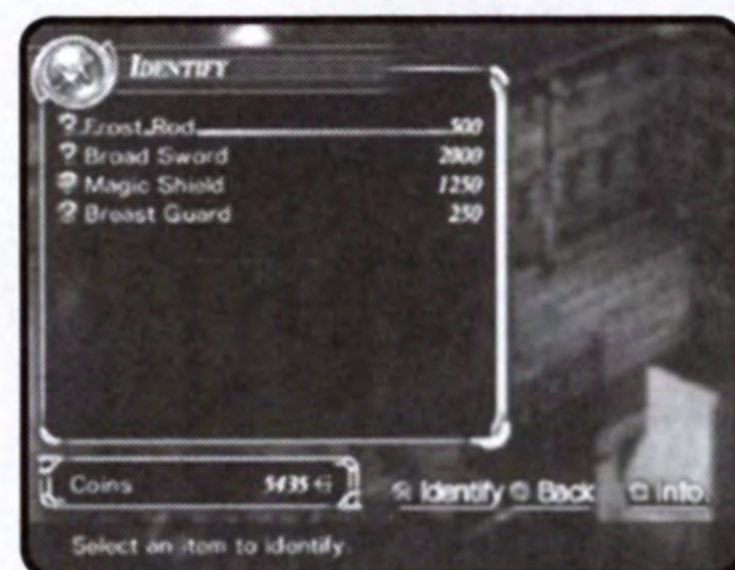 IDENTIFY
? Frost Rod 500
? Broad Sword 2000
? Magic Shield 1250
? Breast Guard 250
Coins 5435 G
Identify Back Info.
Select an item to identify.